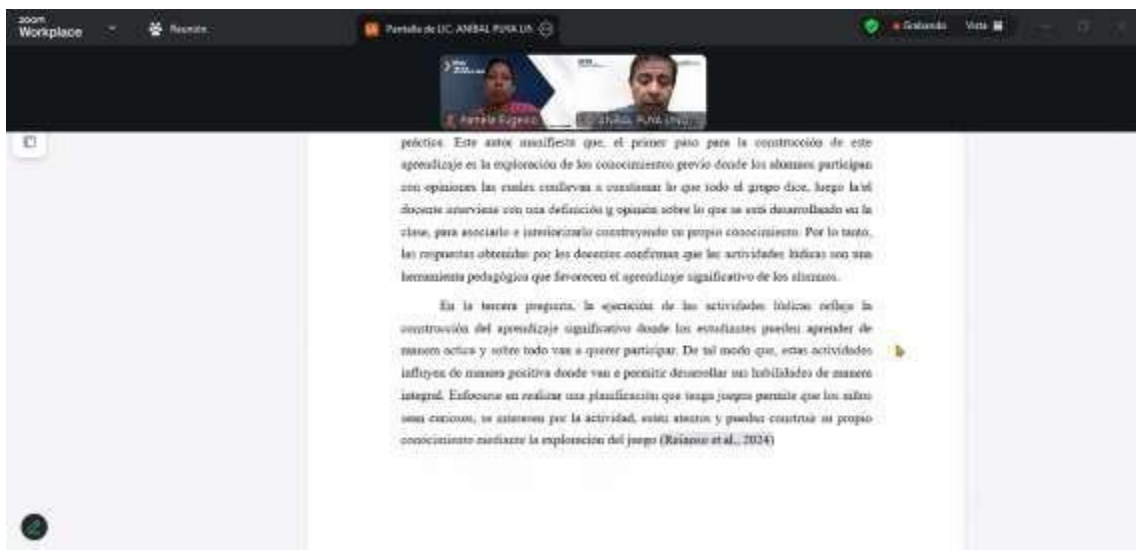 zoom
Workplace
Reunión
Pantalla de LIC. ANÍBAL PUYA LIN
Grabando
Vista
Pamela Eugenio
ANÍBAL PUYA LINO
práctica. Este autor manifiesta que, el primer paso para la construcción de este
aprendizaje es la exploración de los conocimientos previo donde los alumnos participan
con opiniones las cuales conllevan a cuestionar lo que todo el grupo dice, luego la/el
docente interviene con una definición y opinión sobre lo que se está desarrollando en la
clase, para asociarlo e interiorizarlo construyendo su propio conocimiento. Por lo tanto,
las respuestas obtenidas por los docentes confirman que las actividades lúdicas son una
herramienta pedagógica que favorecen el aprendizaje significativo de los alumnos.
En la tercera pregunta, la ejecución de las actividades lúdicas refleja la
construcción del aprendizaje significativo donde los estudiantes pueden aprender de
manera activa y sobre todo van a querer participar. De tal modo que, estas actividades
influyen de manera positiva donde van a permitir desarrollar sus habilidades de manera
integral. Enfocarse en realizar una planificación que tenga juegos permite que los niños
sean curiosos, se interesen por la actividad, estén atentos y puedan construir su propio
conocimiento mediante la exploración del juego (Reinoso et al., 2024)